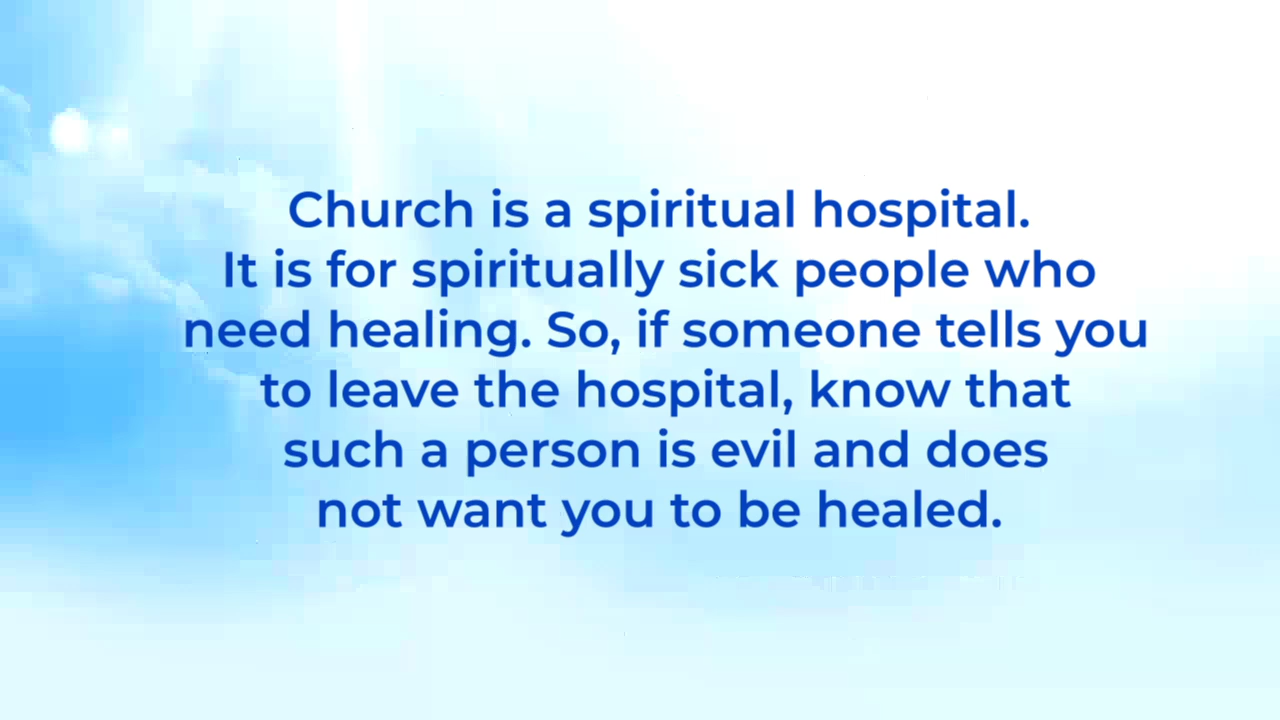 Church is a spiritual hospital.
It is for spiritually sick people who
need healing. So, if someone tells you
to leave the hospital, know that
such a person is evil and does
not want you to be healed.